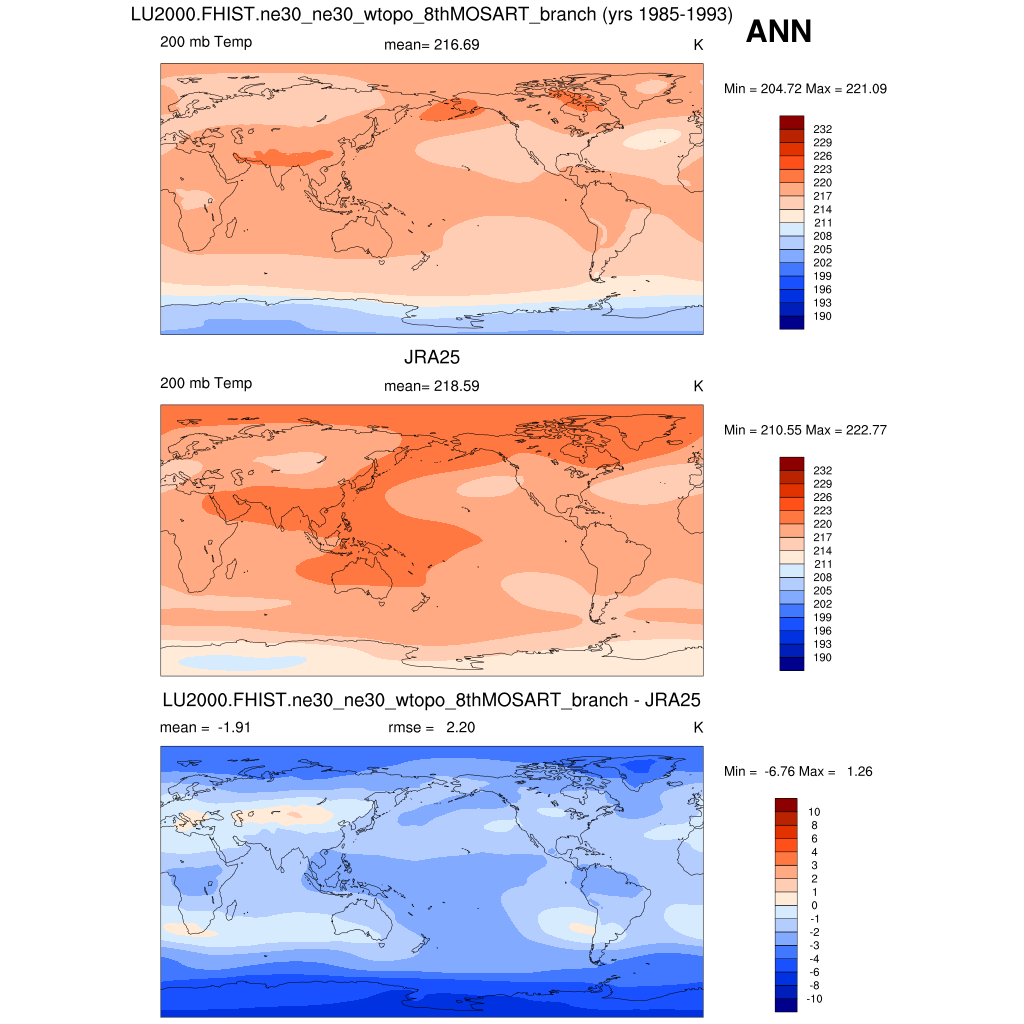 LU2000.FHIST.ne30_ne30_wtopo_8thMOSART_branch (yrs 1985-1993)
ANN
200 mb Temp
mean= 216.69
K
Min = 204.72 Max = 221.09
232
229
226
223
220
217
214
211
208
205
202
199
196
193
190
JRA25
200 mb Temp
mean= 218.59
K
Min = 210.55 Max = 222.77
232
229
226
223
220
217
214
211
208
205
202
199
196
193
190
LU2000.FHIST.ne30_ne30_wtopo_8thMOSART_branch - JRA25
mean = -1.91
rmse = 2.20
K
Min = -6.76 Max = 1.26
10
8
6
4
3
2
1
0
-1
-2
-3
-4
-6
-8
-10